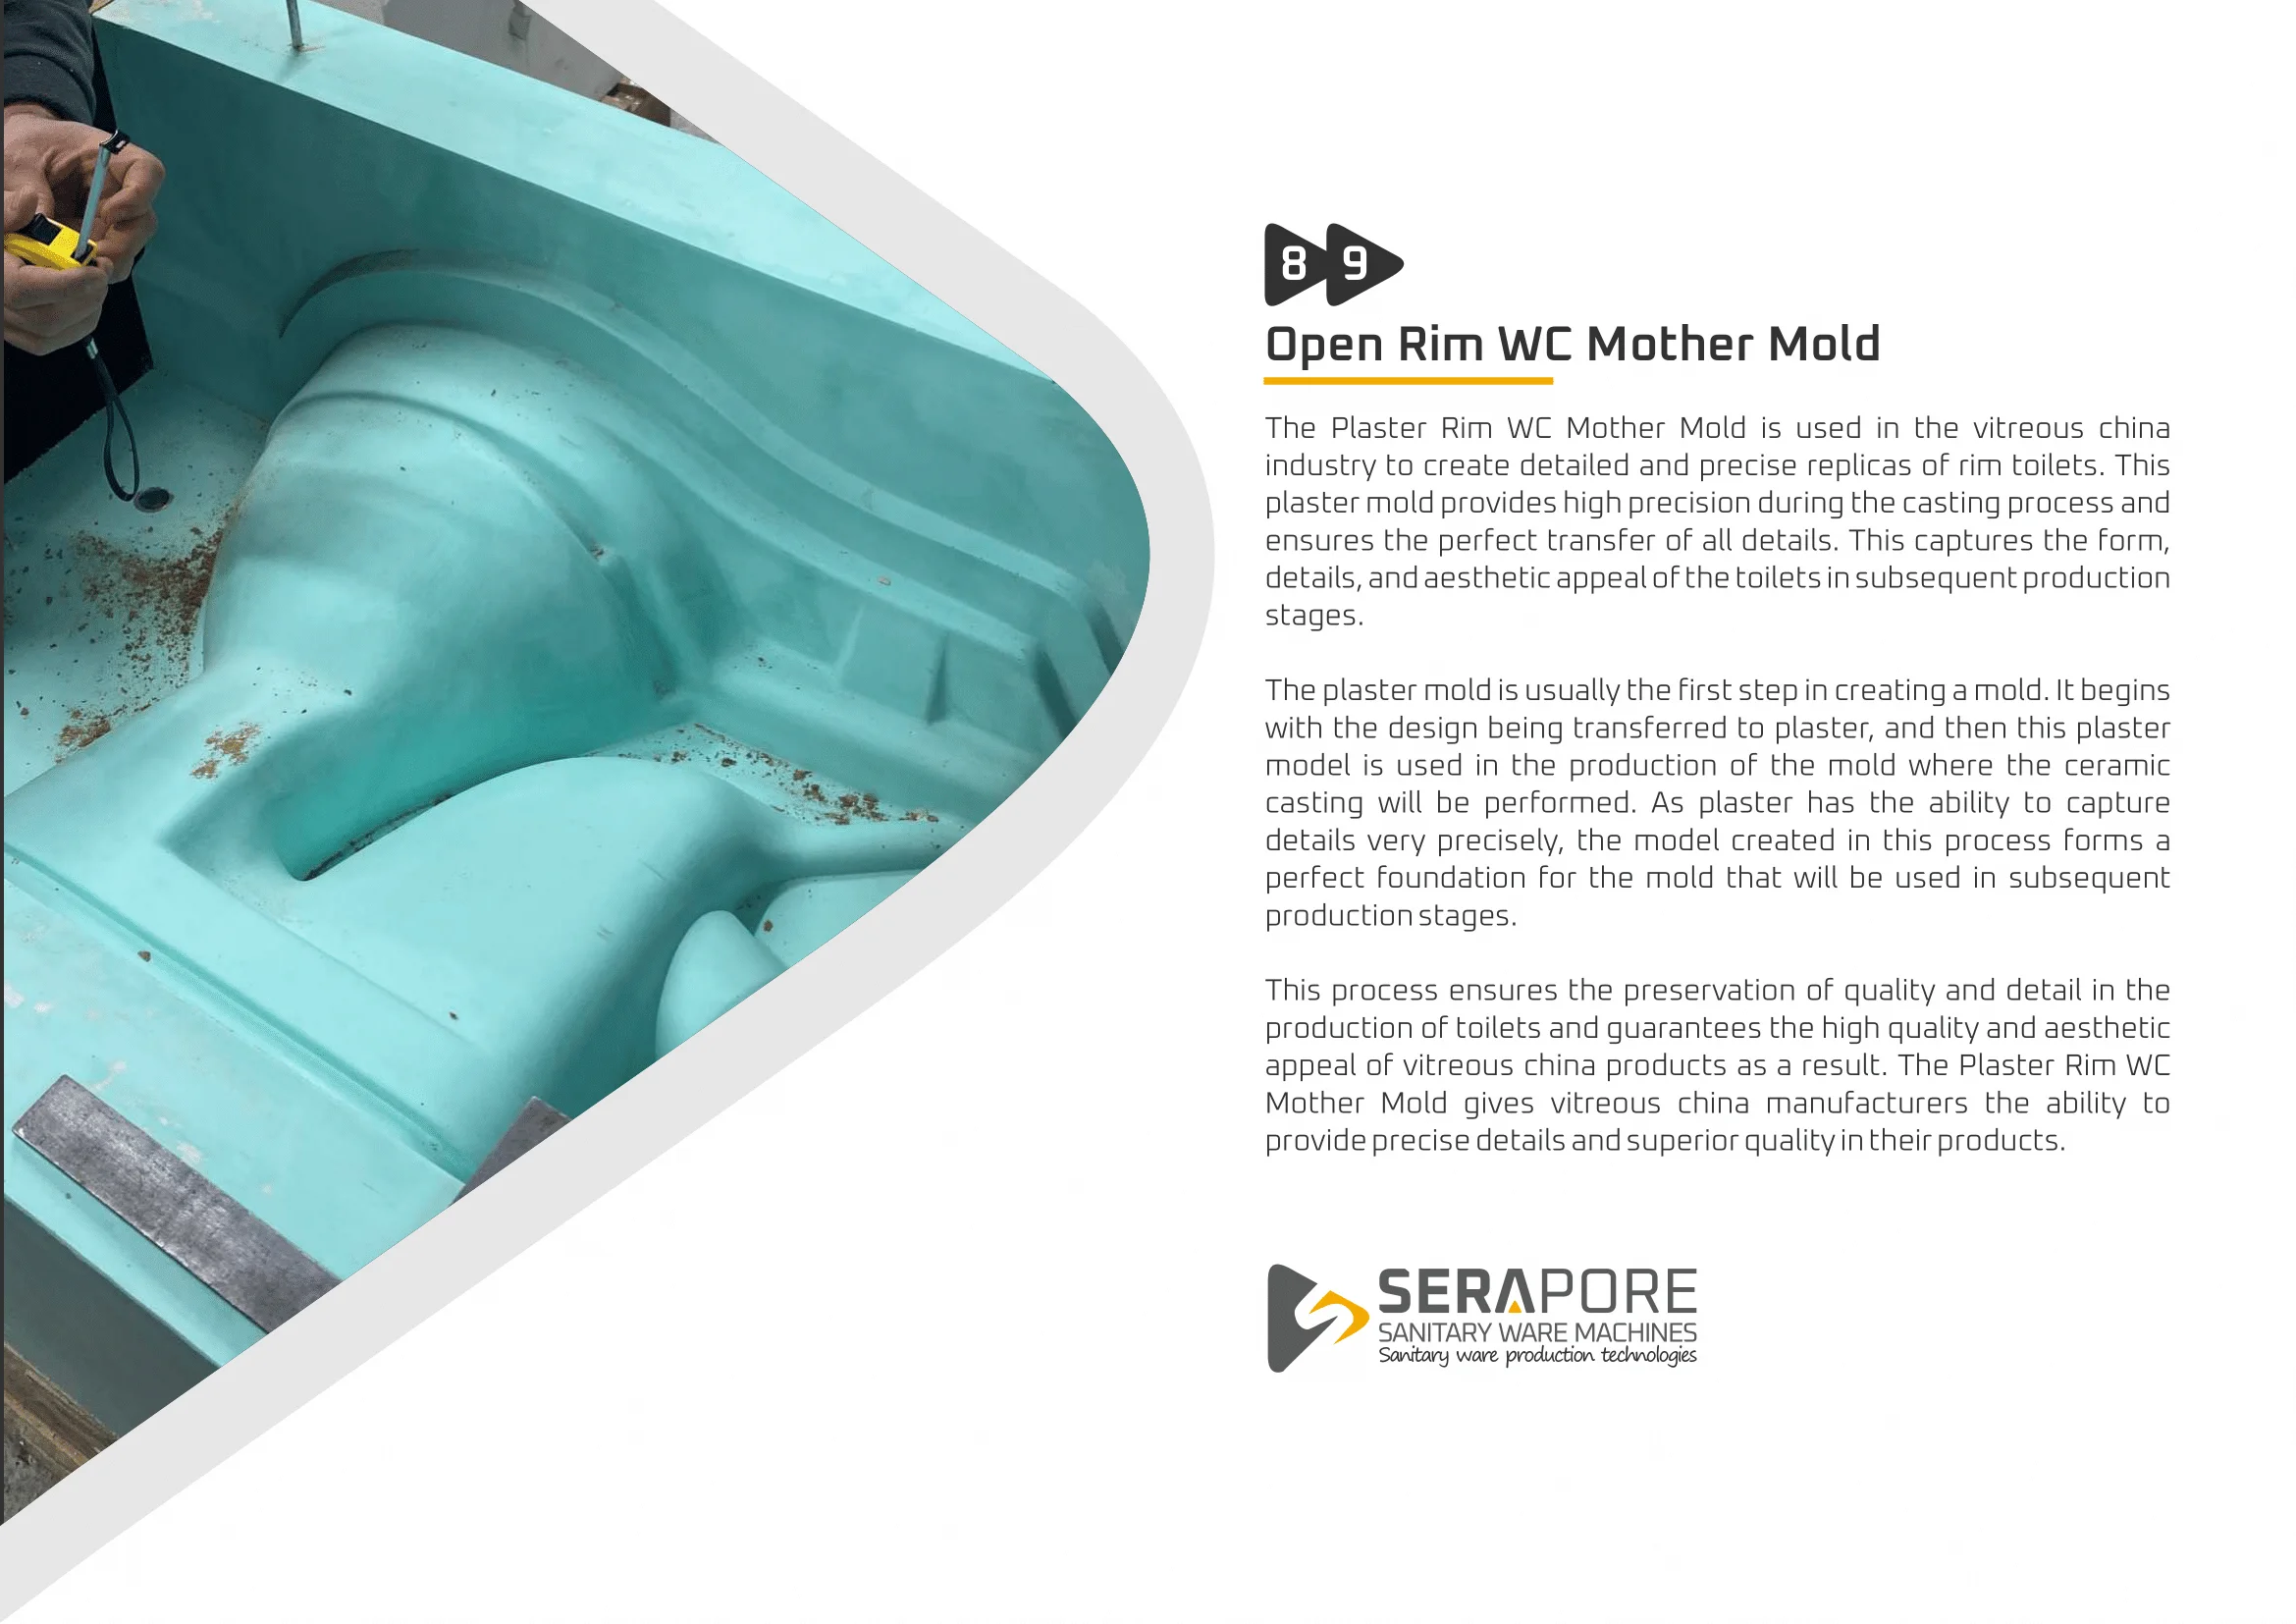 8 9
Open Rim WC Mother Mold
The Plaster Rim WC Mother Mold is used in the vitreous china
industry to create detailed and precise replicas of rim toilets. This
plaster mold provides high precision during the casting process and
ensures the perfect transfer of all details. This captures the form,
details, and aesthetic appeal of the toilets in subsequent production
stages.
The plaster mold is usually the first step in creating a mold. It begins
with the design being transferred to plaster, and then this plaster
model is used in the production of the mold where the ceramic
casting will be performed. As plaster has the ability to capture
details very precisely, the model created in this process forms a
perfect foundation for the mold that will be used in subsequent
production stages.
This process ensures the preservation of quality and detail in the
production of toilets and guarantees the high quality and aesthetic
appeal of vitreous china products as a result. The Plaster Rim WC
Mother Mold gives vitreous china manufacturers the ability to
provide precise details and superior quality in their products.
SERAPORE
SANITARY WARE MACHINES
Sanitary ware production technologies